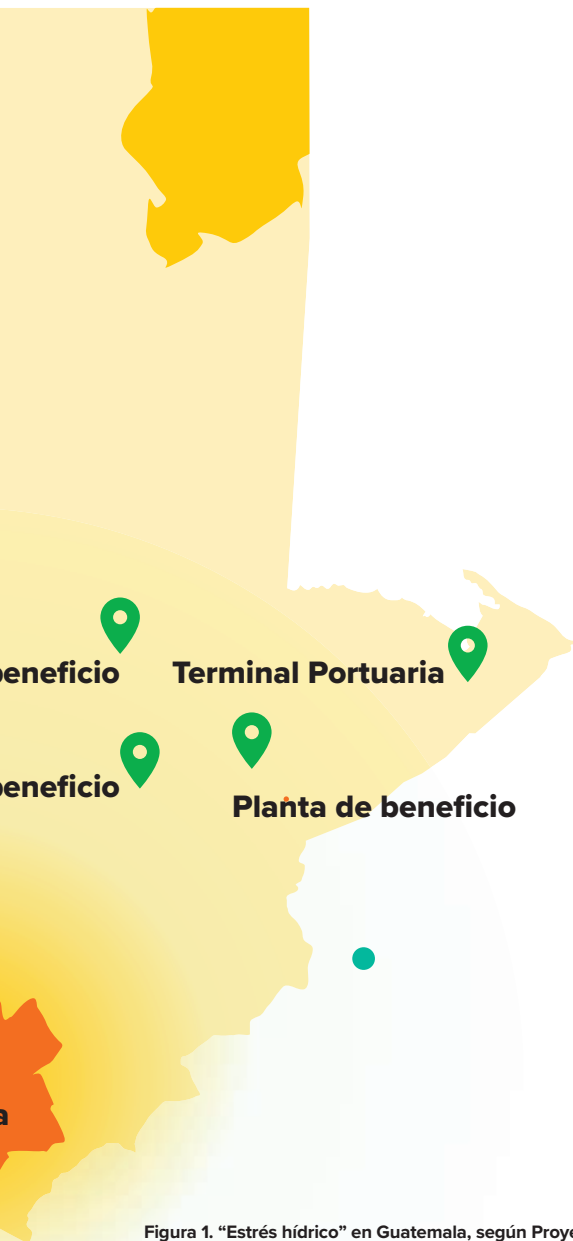 beneficio
Terminal Portuaria
beneficio
Planta de beneficio
a
Figura 1. “Estrés hídrico” en Guatemala, según Proye